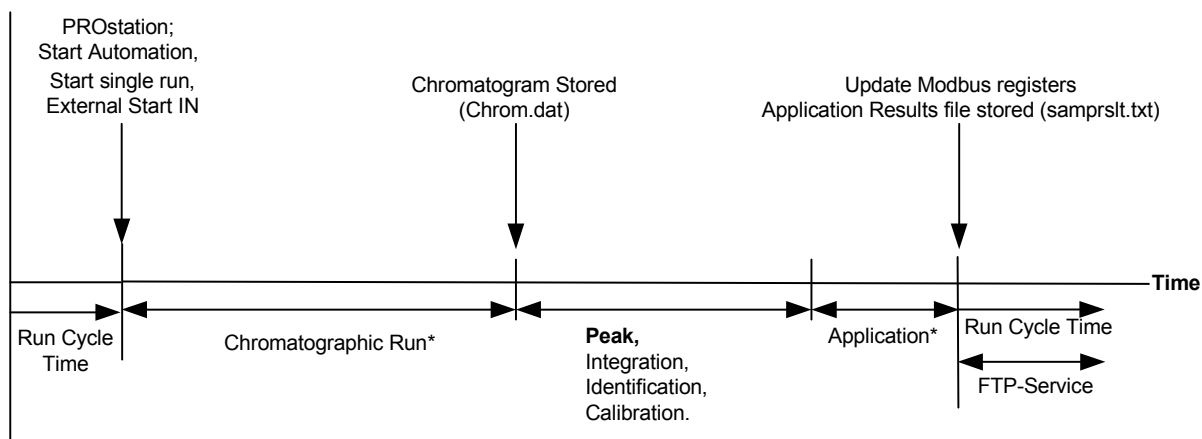 PROstation;
Start Automation,
Start single run,
External Start IN
Chromatogram Stored
(Chrom.dat)
Update Modbus registers
Application Results file stored (samprslt.txt)
Time
Run Cycle
Time
Chromatographic Run*
Peak,
Integration,
Identification,
Calibration.
Application*
Run Cycle Time
FTP-Service